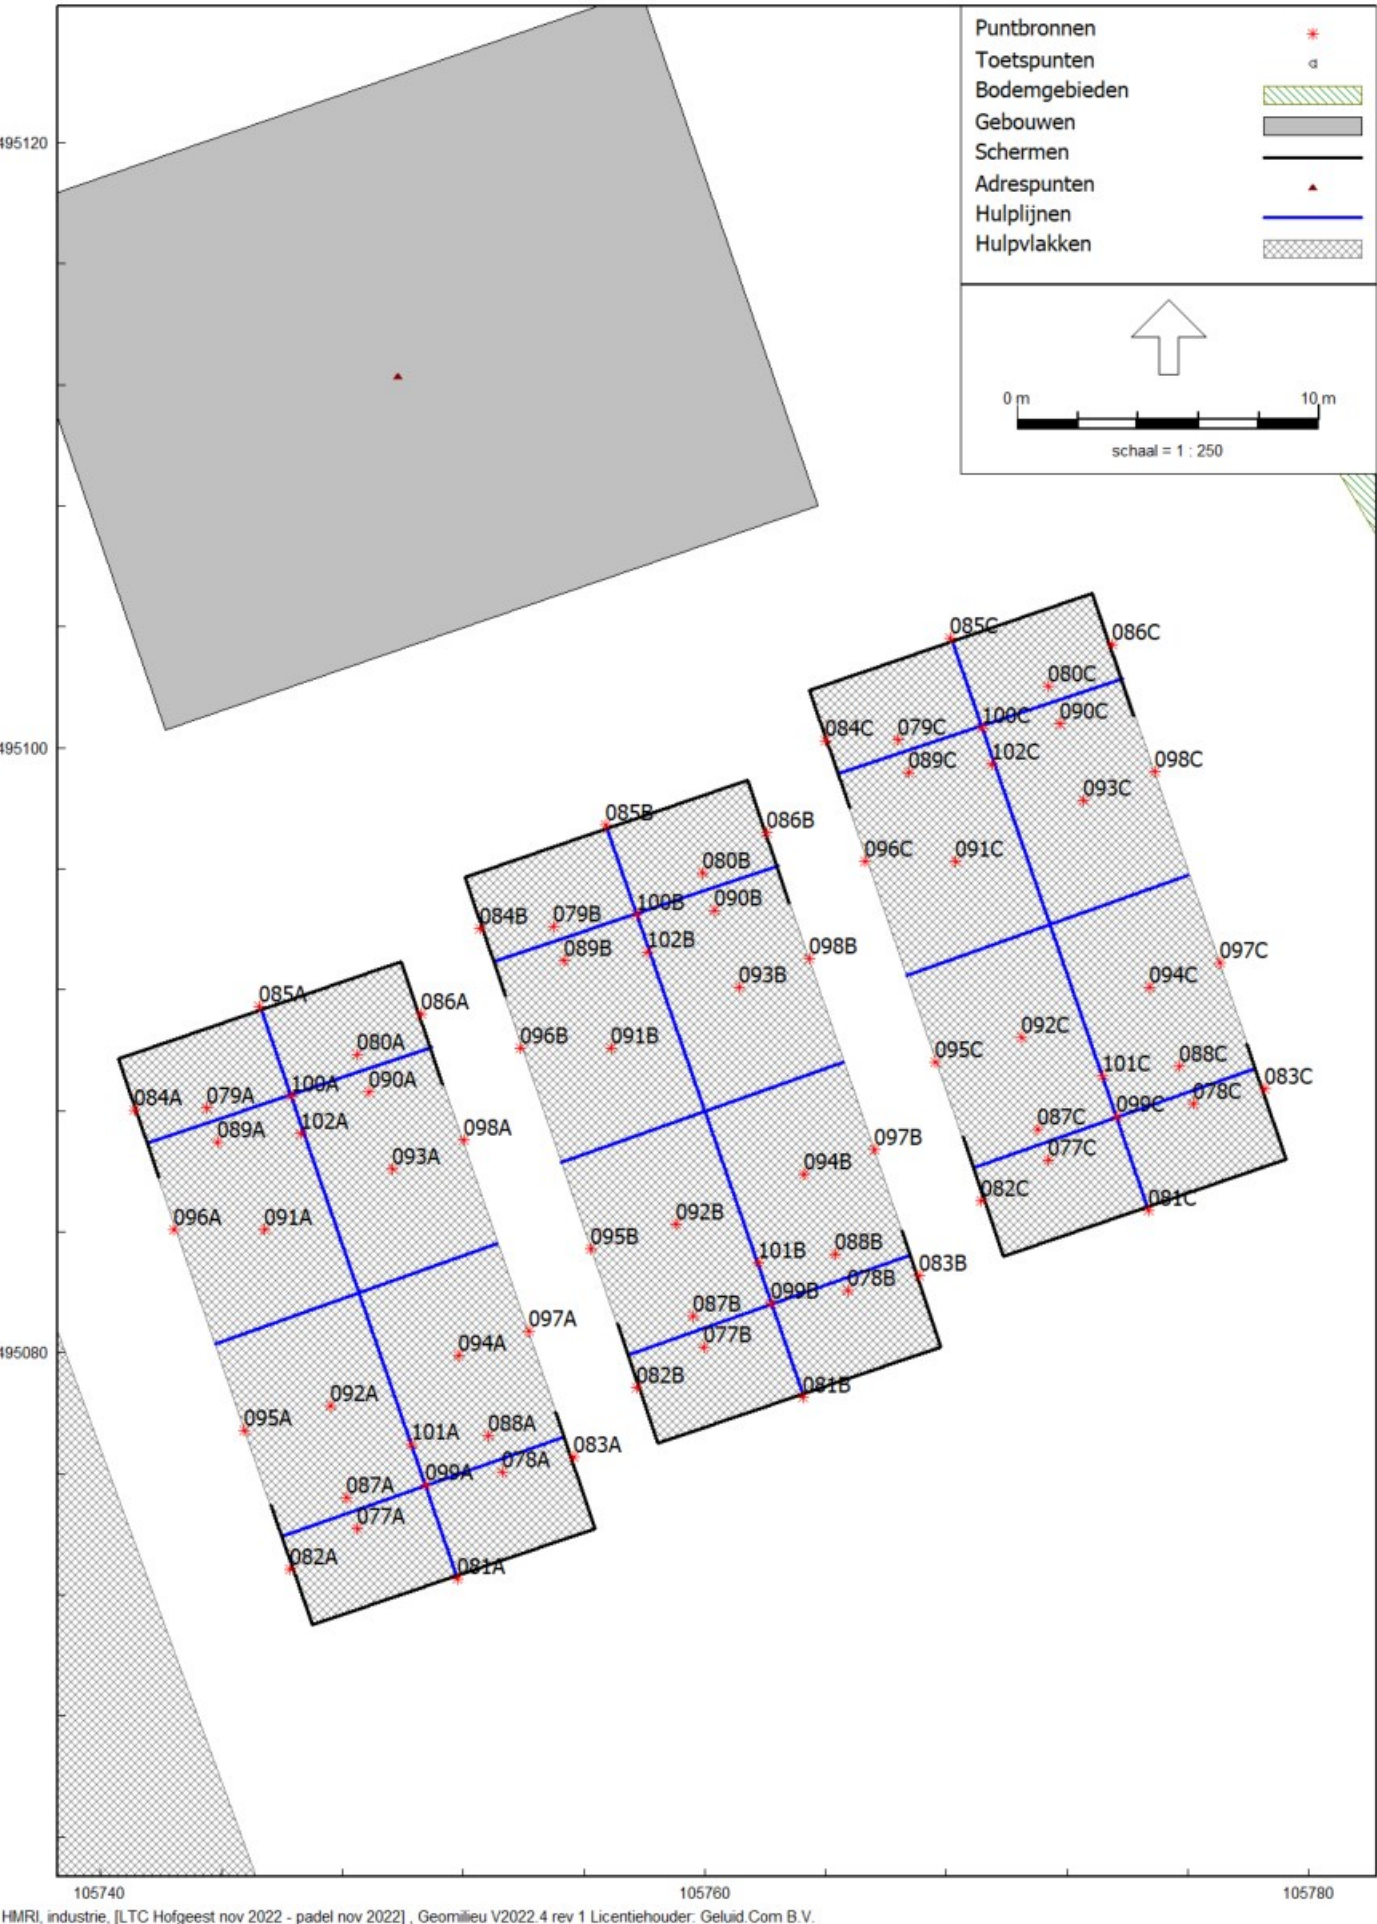 Puntbronnen
Toetspunten
Bodemgebieden
Gebouwen
Schermen
Adrespunten
Hulplijnen
Hulpvlakken
0 m 10 m
schaal = 1 : 250
495120
495100
495080
085C
086C
080C
100C
090C
084C
079C
102C
089C
098C
093C
096C
091C
097C
094C
092C
095C
101C
088C
083C
099C
078C
087C
077C
082C
081C
085B
086B
080B
100B
090B
084B
079B
102B
089B
098B
093B
096B
091B
097B
094B
092B
095B
101B
088B
083B
099B
078B
087B
077B
082B
081B
085A
086A
080A
100A
090A
084A
079A
102A
089A
098A
093A
096A
091A
097A
094A
092A
095A
101A
088A
083A
099A
078A
087A
077A
082A
081A
105740 105760 105780
HMRI, industrie, [LTC Hofgeest nov 2022 - padel nov 2022] , Geomilieu V2022.4 rev 1 Licentiehouder: Geluid.Com B.V.